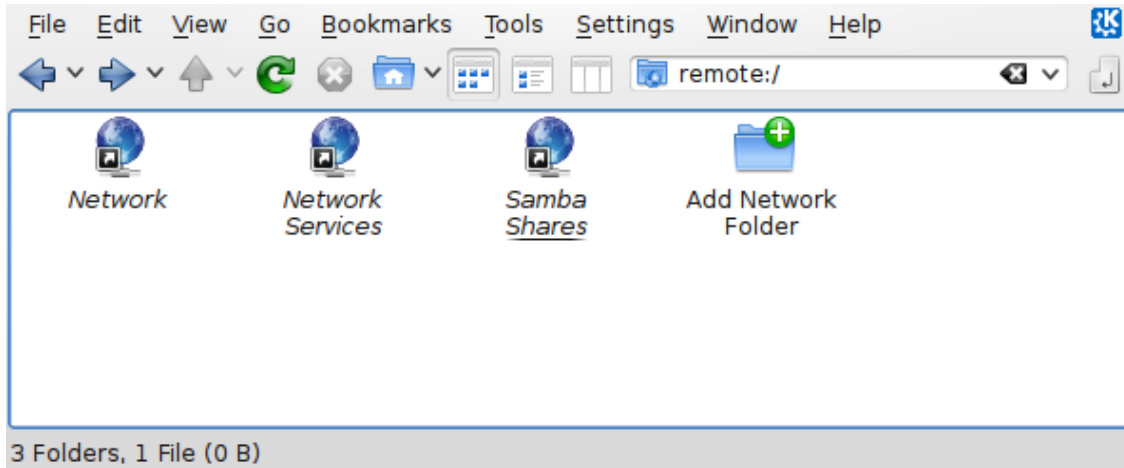 File Edit View Go Bookmarks Tools Settings Window Help
remote:/
Network
Network
Services
Samba
Shares
Add Network
Folder
3 Folders, 1 File (0 B)